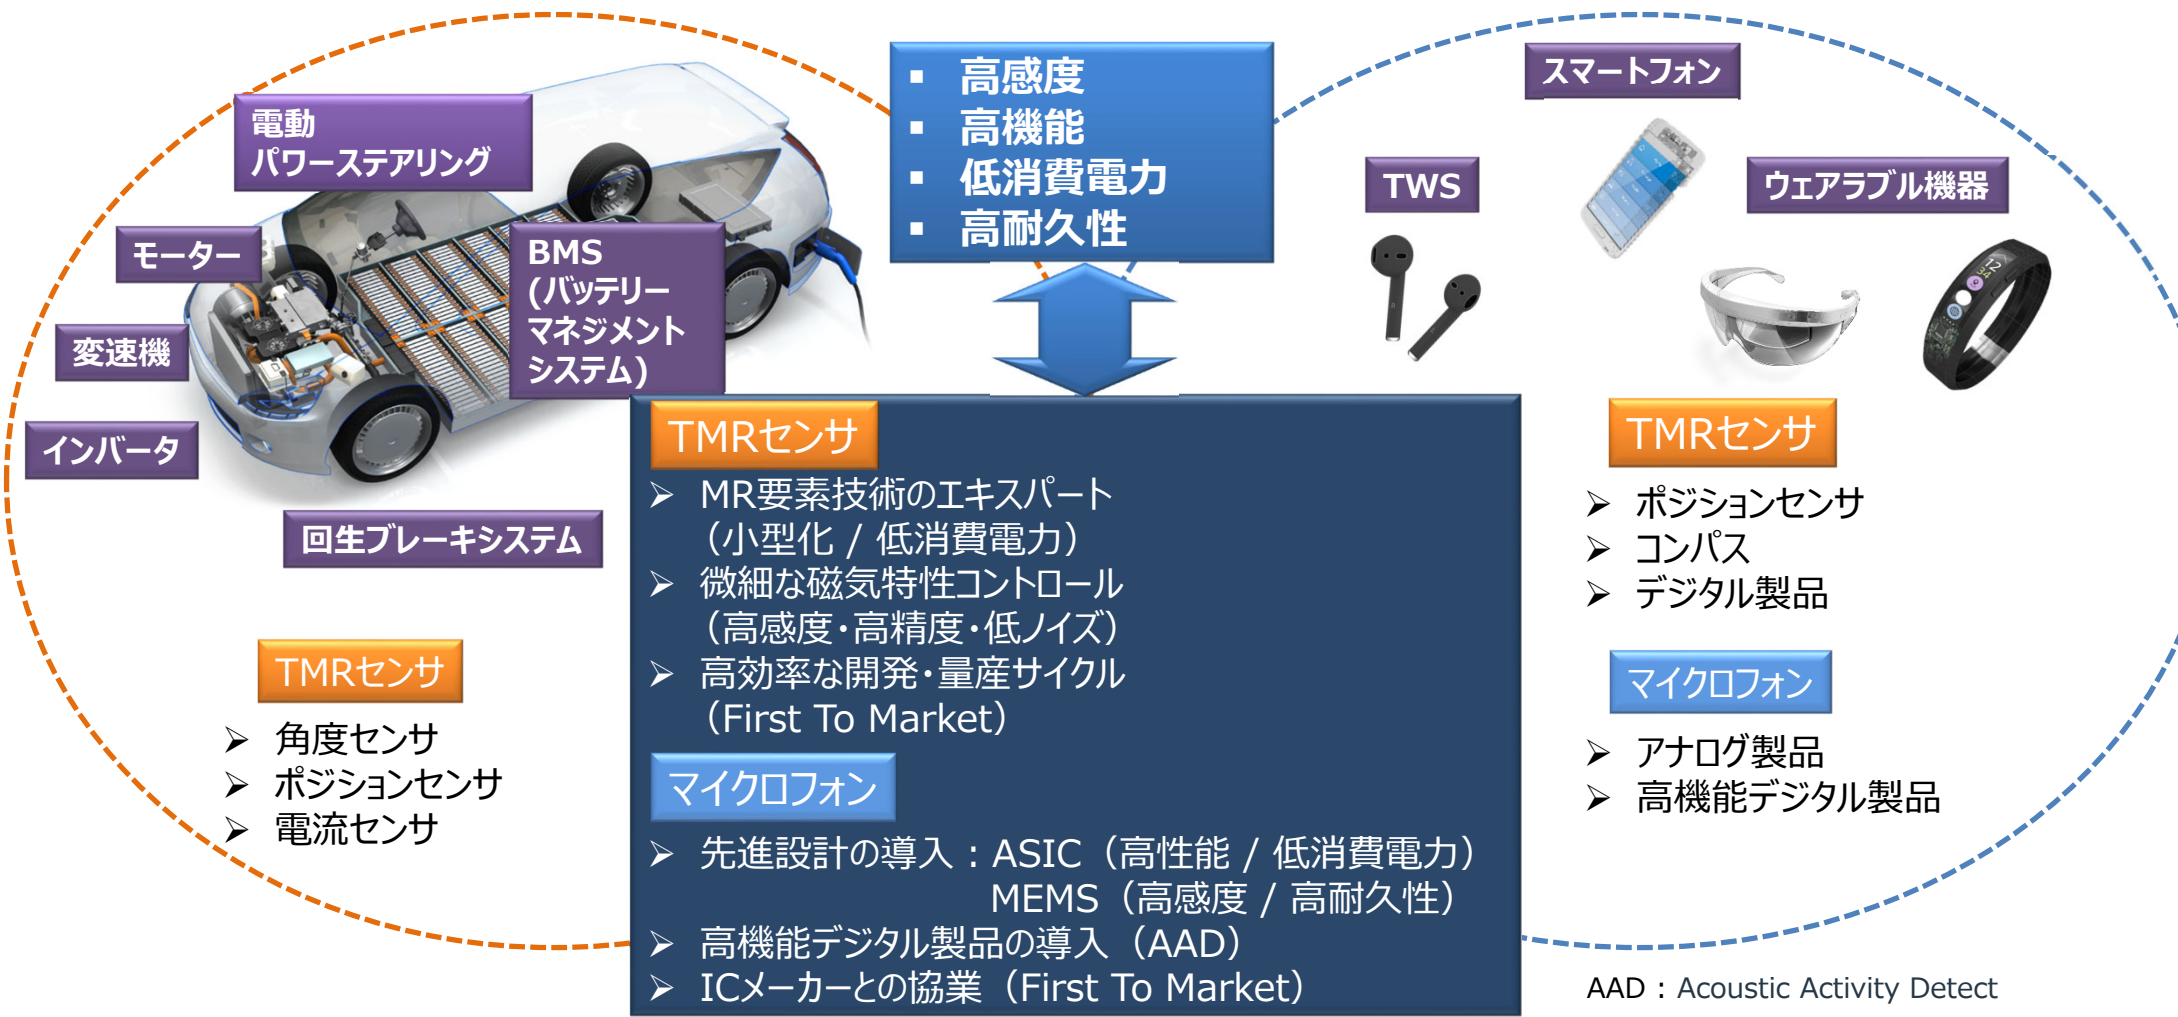 電動
パワーステアリング
モーター
変速機
インバータ
BMS
(バッテリー
マネジメント
システム)
回生ブレーキシステム
TMRセンサ
➢ 角度センサ
➢ ポジションセンサ
➢ 電流センサ
▪ 高感度
▪ 高機能
▪ 低消費電力
▪ 高耐久性
TMRセンサ
➢ MR要素技術のエキスパート
（小型化 / 低消費電力）
➢ 微細な磁気特性コントロール
（高感度・高精度・低ノイズ）
➢ 高効率な開発・量産サイクル
（First To Market）
マイクロフォン
➢ 先進設計の導入：ASIC（高性能 / 低消費電力）
MEMS（高感度 / 高耐久性）
➢ 高機能デジタル製品の導入（AAD）
➢ ICメーカーとの協業（First To Market）
スマートフォン
TWS
ウェアラブル機器
12
34
TMRセンサ
➢ ポジションセンサ
➢ コンパス
➢ デジタル製品
マイクロフォン
➢ アナログ製品
➢ 高機能デジタル製品
AAD：Acoustic Activity Detect